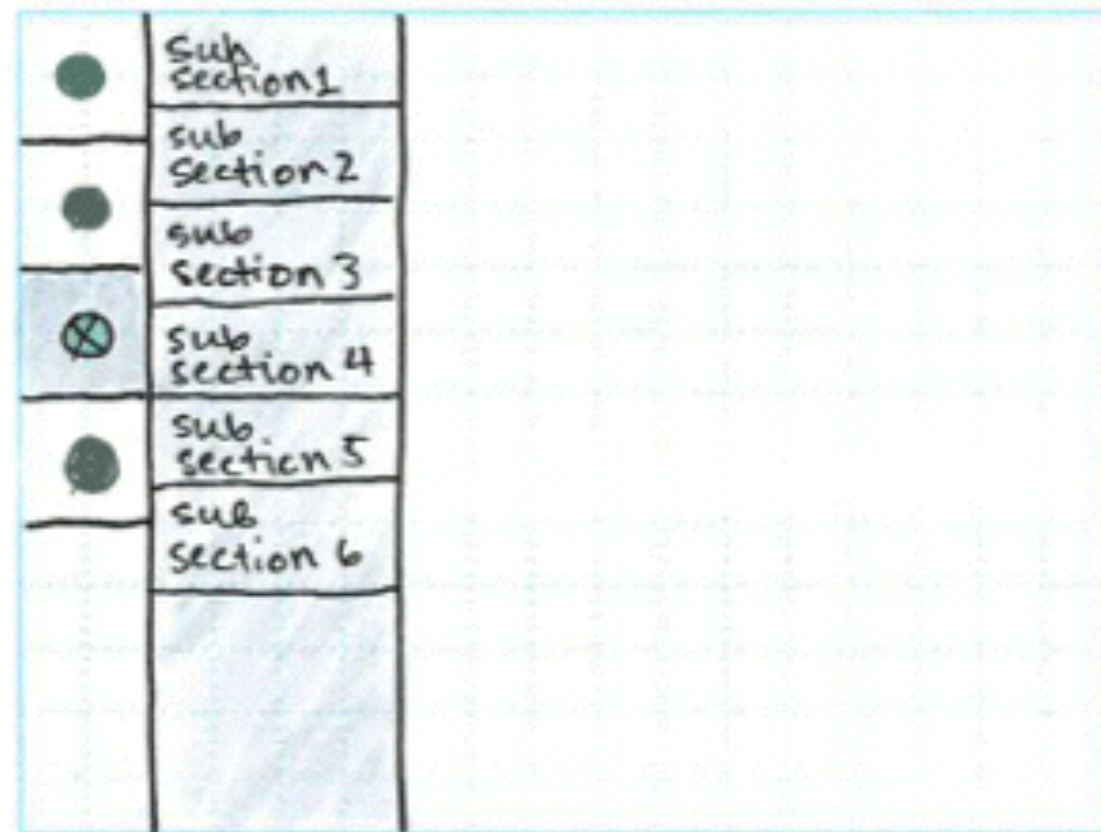 sub
section 1
sub
section 2
sub
section 3
sub
section 4
sub
section 5
sub
section 6